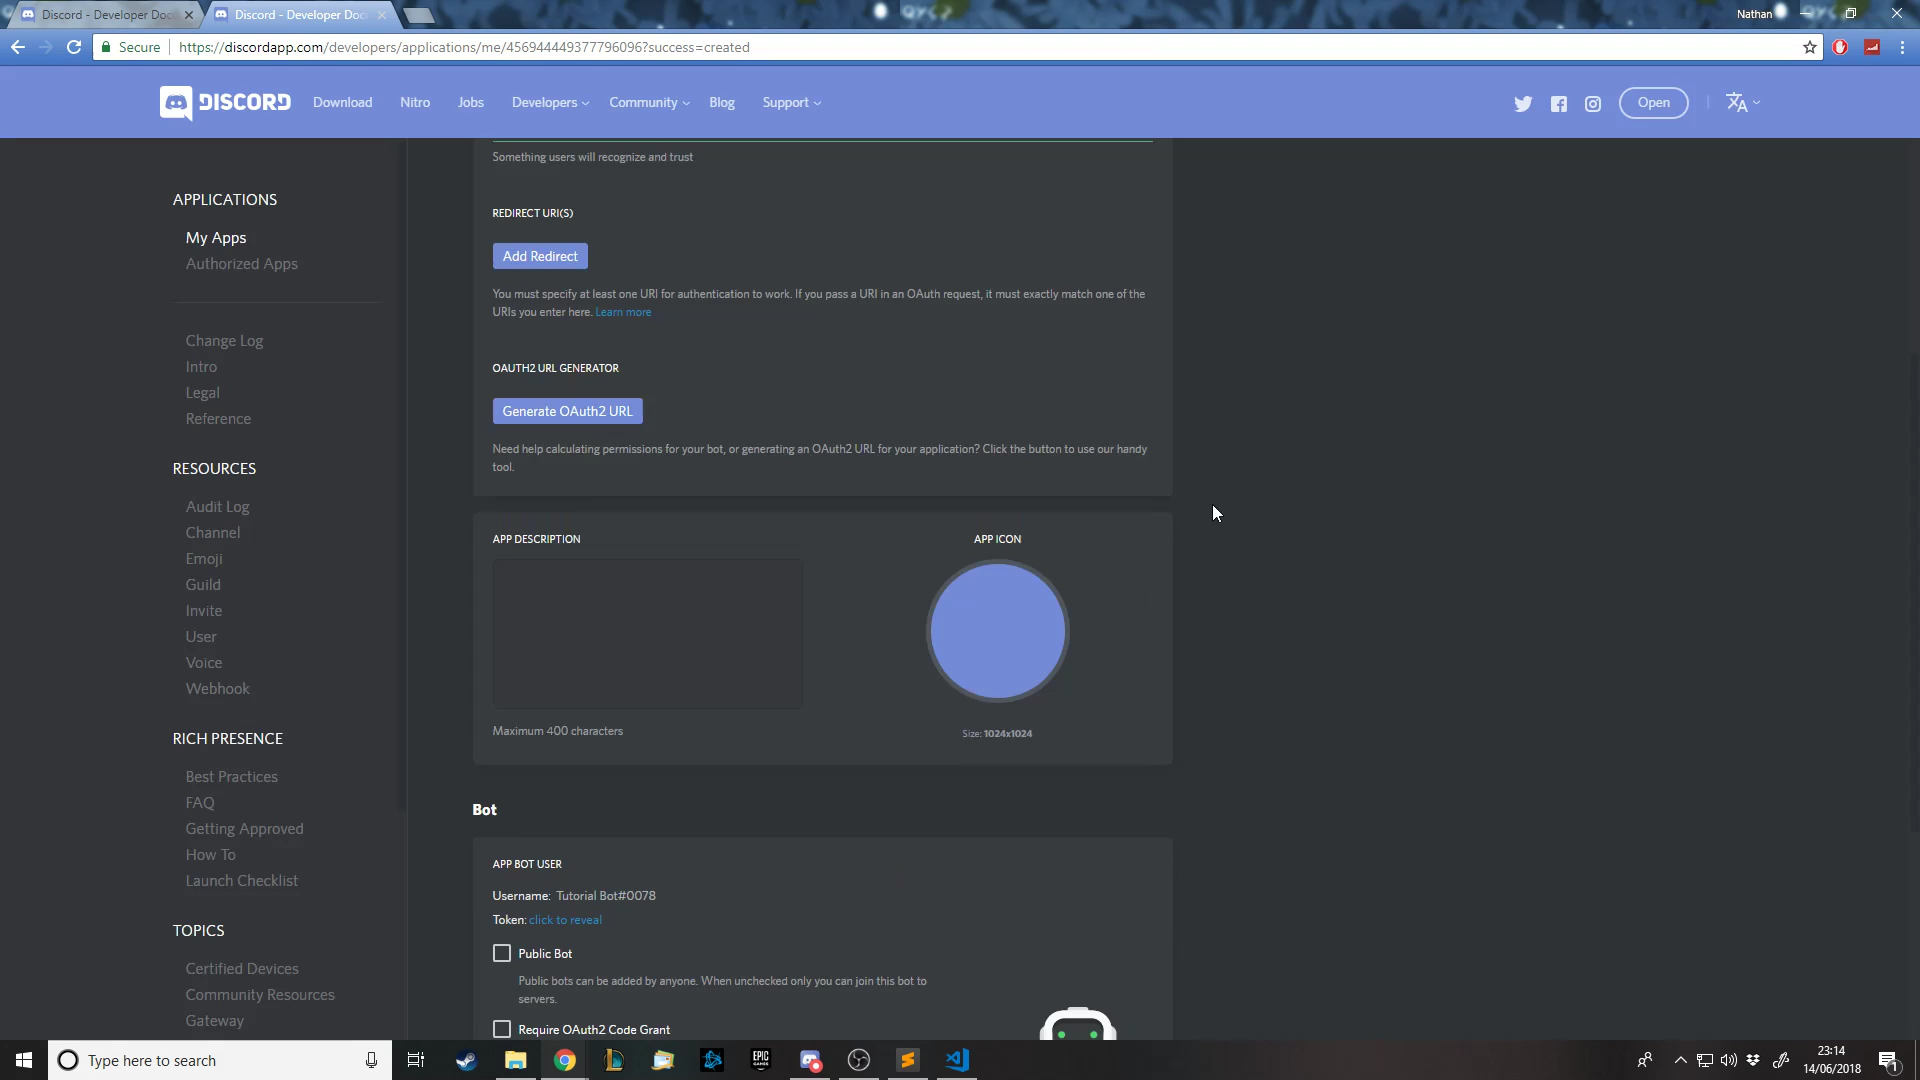 Discord - Developer Doc
Discord - Developer Doc
Nathan
Secure
https://discordapp.com/developers/applications/me/456944449377796096?success=created
DISCORD
Download
Nitro
Jobs
Developers
Community
Blog
Support
Open
APPLICATIONS
My Apps
Authorized Apps
Change Log
Intro
Legal
Reference
RESOURCES
Audit Log
Channel
Emoji
Guild
Invite
User
Voice
Webhook
RICH PRESENCE
Best Practices
FAQ
Getting Approved
How To
Launch Checklist
TOPICS
Certified Devices
Community Resources
Gateway
Something users will recognize and trust
REDIRECT URI(S)
Add Redirect
You must specify at least one URI for authentication to work. If you pass a URI in an OAuth request, it must exactly match one of the
URIs you enter here. Learn more
OAUTH2 URL GENERATOR
Generate OAuth2 URL
Need help calculating permissions for your bot, or generating an OAuth2 URL for your application? Click the button to use our handy
tool.
APP DESCRIPTION
Maximum 400 characters
APP ICON
Size: 1024x1024
Bot
APP BOT USER
Username: Tutorial Bot#0078
Token: click to reveal
Public Bot
Public bots can be added by anyone. When unchecked only you can join this bot to
servers.
Require OAuth2 Code Grant
Type here to search
EPIC
GAMES
23:14
14/06/2018
1